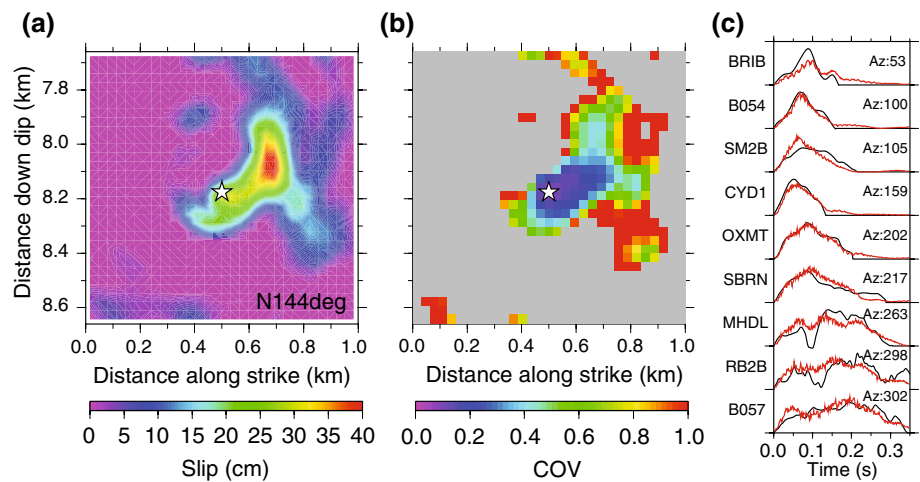 (a)
(b)
(c)
7.8
8.0
8.2
8.4
8.6
Distance down dip (km)
N144deg
0.0 0.2 0.4 0.6 0.8 1.0
Distance along strike (km)
0 5 10 15 20 25 30 35 40
Slip (cm)
0.0 0.2 0.4 0.6 0.8 1.0
Distance along strike (km)
0.0 0.2 0.4 0.6 0.8 1.0
COV
BRIB Az:53
B054 Az:100
SM2B Az:105
CYD1 Az:159
OXMT Az:202
SBRN Az:217
MHDL Az:263
RB2B Az:298
B057 Az:302
0.0 0.1 0.2 0.3
Time (s)